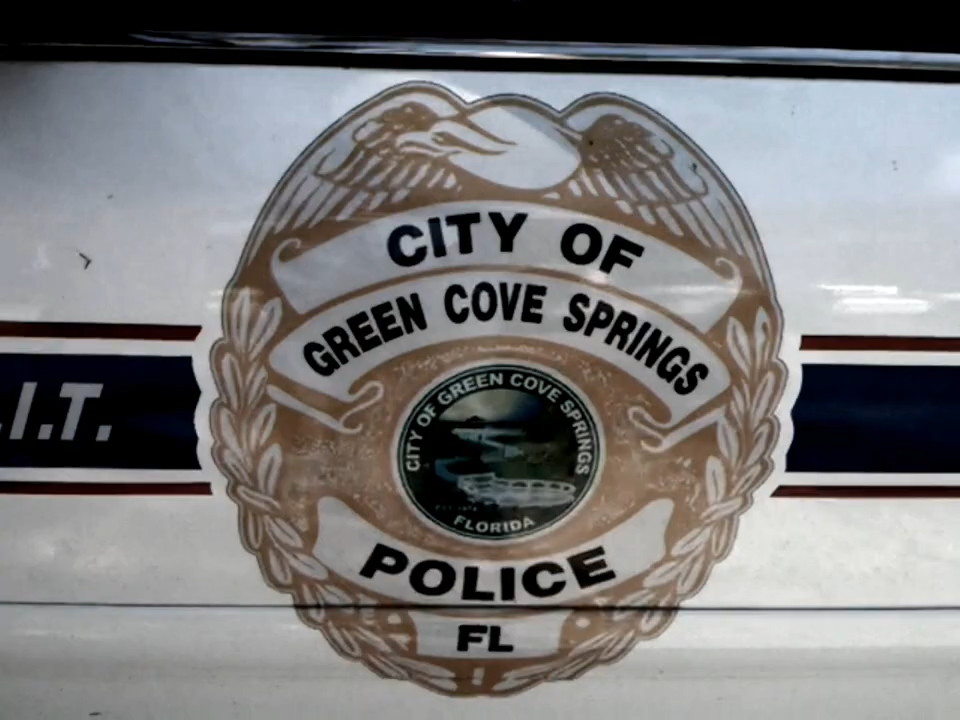 CITY OF
GREEN COVE SPRINGS
CITY OF GREEN COVE SPRINGS
FLORIDA
.I.T.
POLICE
FL